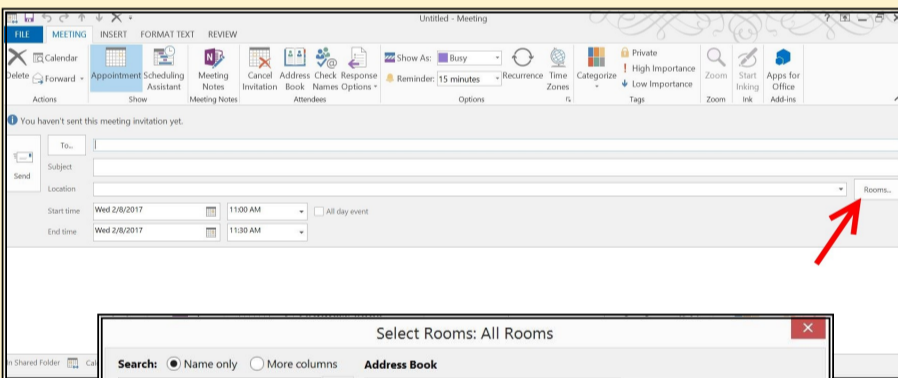 Untitled - Meeting
FILE MEETING INSERT FORMAT TEXT REVIEW
Delete Calendar Forward Appointment Scheduling Assistant Meeting Notes Cancel Invitation Address Book Check Names Response Options Show As: Busy Reminder: 15 minutes Recurrence Time Zones Categorize Private High Importance Low Importance Zoom Start Inking Apps for Office
Actions Show Meeting Notes Attendees Options Tags Zoom Ink Add-ins
You haven't sent this meeting invitation yet.
Send
To...
Subject
Location Rooms...
Start time Wed 2/8/2017 11:00 AM All day event
End time Wed 2/8/2017 11:30 AM
Select Rooms: All Rooms
In Shared Folder
Search: Name only More columns Address Book